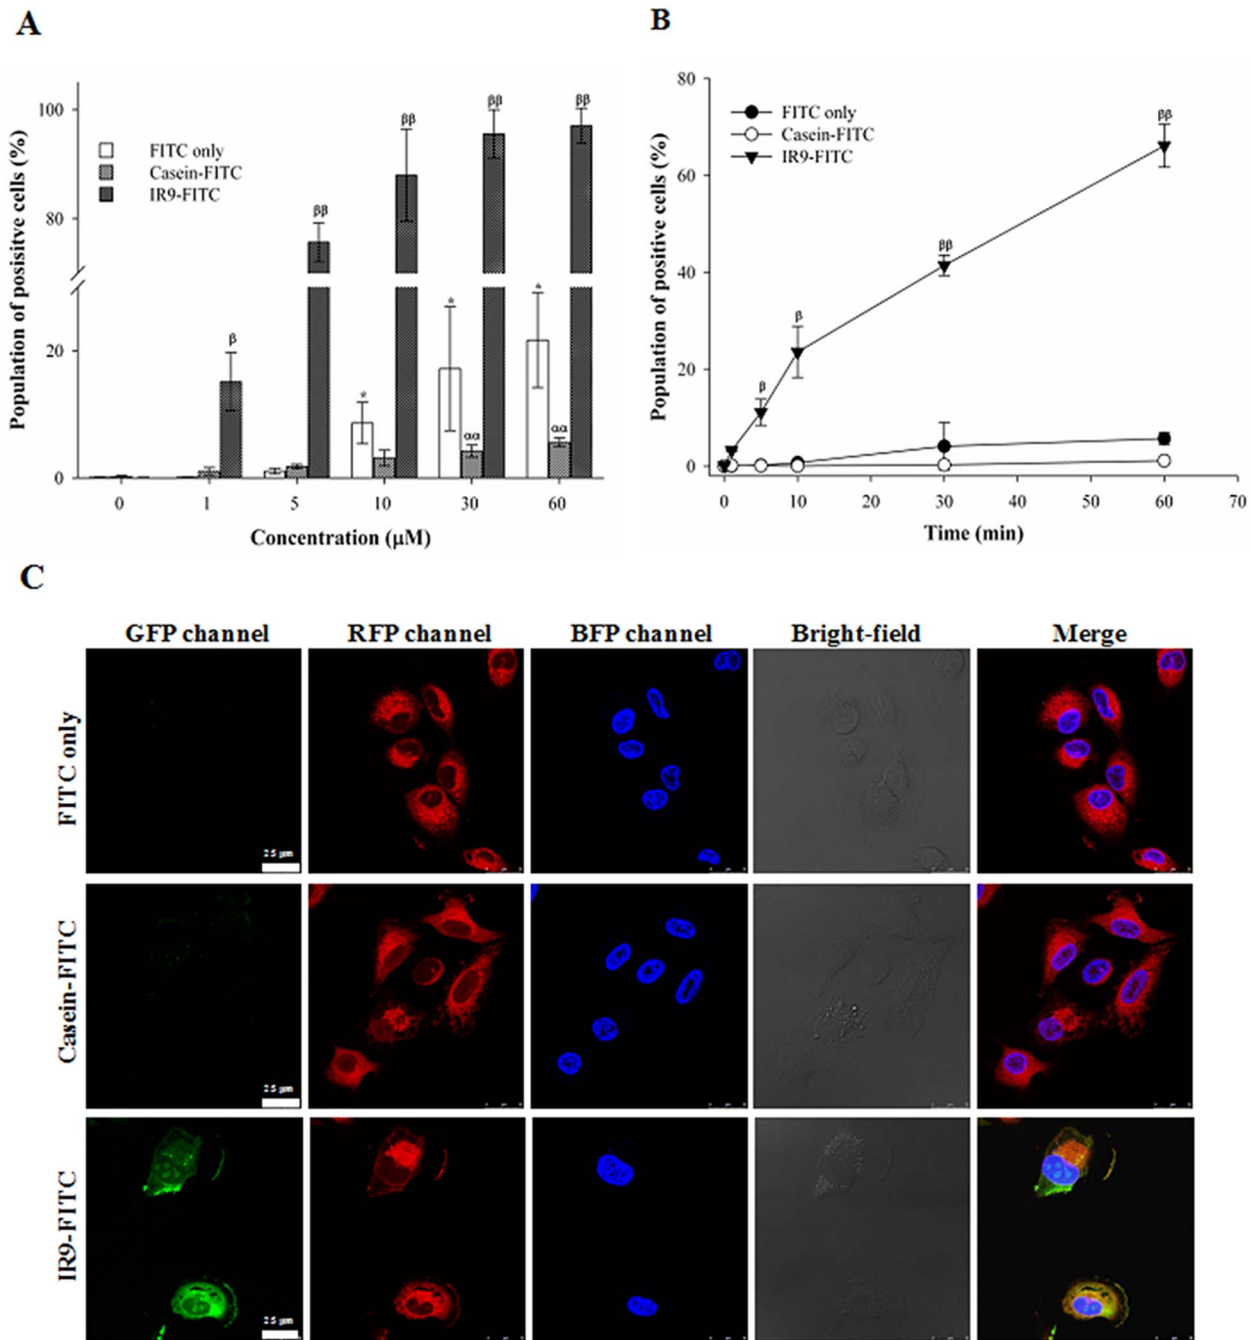 A
Population of posisitve cells (%)
100
80
20
0
FITC only
Casein-FITC
IR9-FITC
β
ββ
*
ββ
*
αα
ββ
*
αα
ββ
0 1 5 10 30 60
Concentration (µM)
B
Population of positive cells (%)
80
60
40
20
0
FITC only
Casein-FITC
IR9-FITC
β
β
ββ
ββ
0 10 20 30 40 50 60 70
Time (min)
C
GFP channel RFP channel BFP channel Bright-field Merge
FITC only
25 µm
Casein-FITC
25 µm
IR9-FITC
25 µm